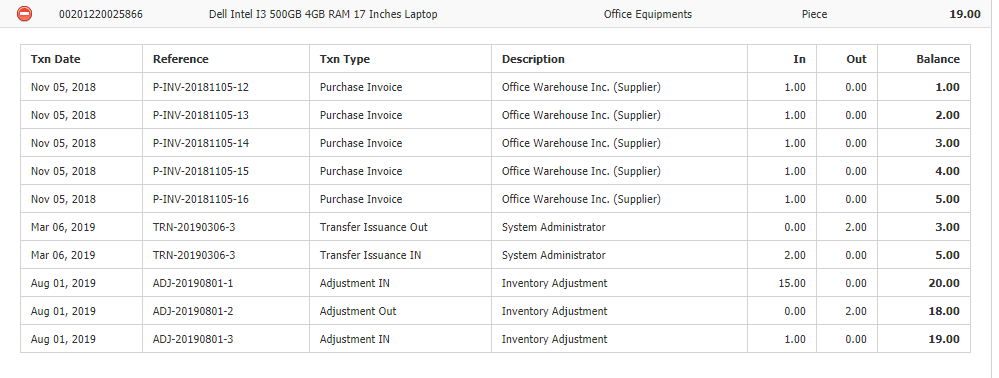 00201220025866 Dell Intel I3 500GB 4GB RAM 17 Inches Laptop Office Equipments Piece 19.00
Txn Date Reference Txn Type Description In Out Balance
Nov 05, 2018 P-INV-20181105-12 Purchase Invoice Office Warehouse Inc. (Supplier) 1.00 0.00 1.00
Nov 05, 2018 P-INV-20181105-13 Purchase Invoice Office Warehouse Inc. (Supplier) 1.00 0.00 2.00
Nov 05, 2018 P-INV-20181105-14 Purchase Invoice Office Warehouse Inc. (Supplier) 1.00 0.00 3.00
Nov 05, 2018 P-INV-20181105-15 Purchase Invoice Office Warehouse Inc. (Supplier) 1.00 0.00 4.00
Nov 05, 2018 P-INV-20181105-16 Purchase Invoice Office Warehouse Inc. (Supplier) 1.00 0.00 5.00
Mar 06, 2019 TRN-20190306-3 Transfer Issuance Out System Administrator 0.00 2.00 3.00
Mar 06, 2019 TRN-20190306-3 Transfer Issuance IN System Administrator 2.00 0.00 5.00
Aug 01, 2019 ADJ-20190801-1 Adjustment IN Inventory Adjustment 15.00 0.00 20.00
Aug 01, 2019 ADJ-20190801-2 Adjustment Out Inventory Adjustment 0.00 2.00 18.00
Aug 01, 2019 ADJ-20190801-3 Adjustment IN Inventory Adjustment 1.00 0.00 19.00